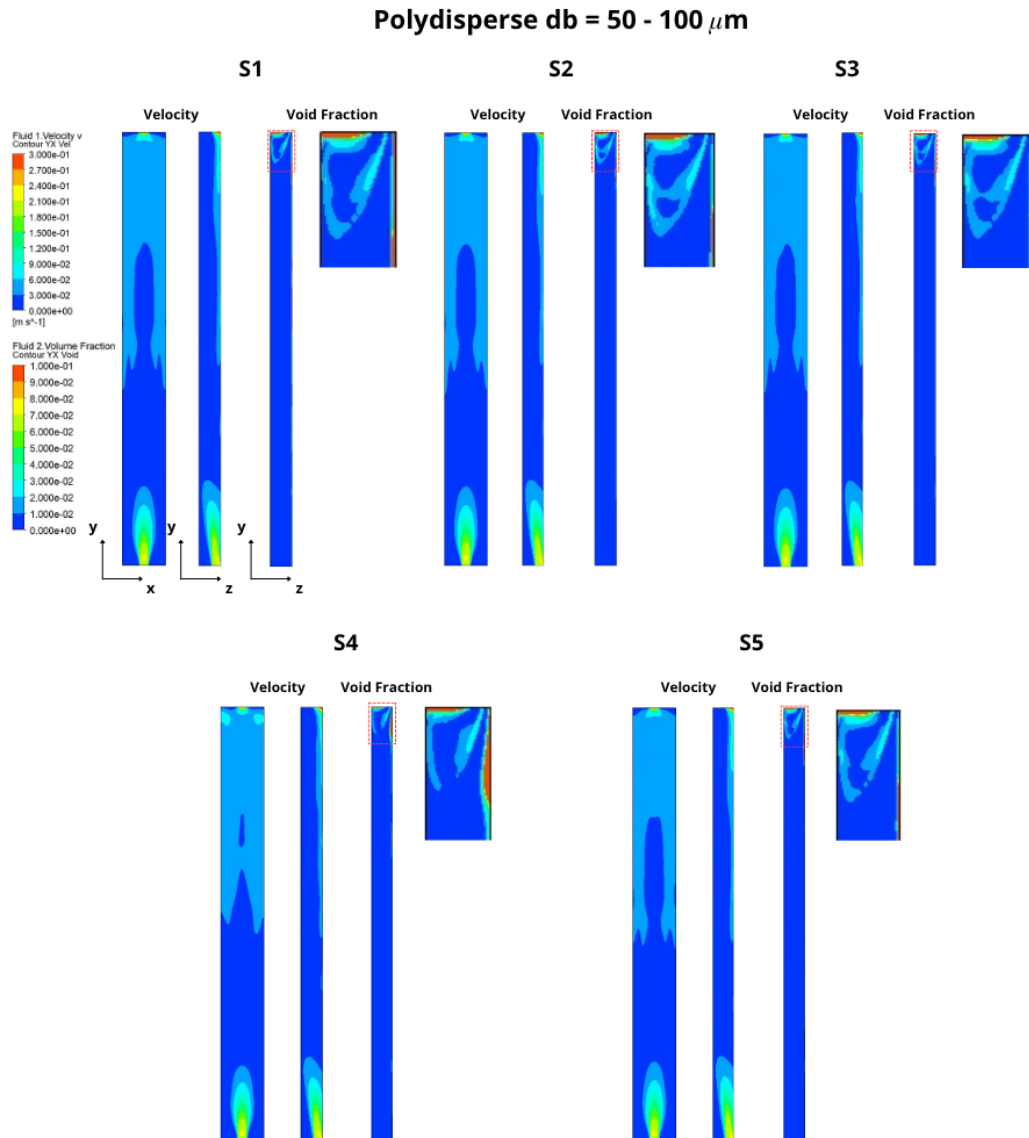 Polydisperse db = 50 - 100 μm
S1
S2
S3
Velocity
Void Fraction
Velocity
Void Fraction
Velocity
Void Fraction
Fluid 1.Velocity v
Contour YX Vel
3.000e-01
2.700e-01
2.400e-01
2.100e-01
1.800e-01
1.500e-01
1.200e-01
9.000e-02
6.000e-02
3.000e-02
0.000e+00
[m s^-1]
Fluid 2.Volume Fraction
Contour YX Void
1.000e-01
9.000e-02
8.000e-02
7.000e-02
6.000e-02
5.000e-02
4.000e-02
3.000e-02
2.000e-02
1.000e-02
0.000e+00
y
x
y
z
y
z
S4
S5
Velocity
Void Fraction
Velocity
Void Fraction